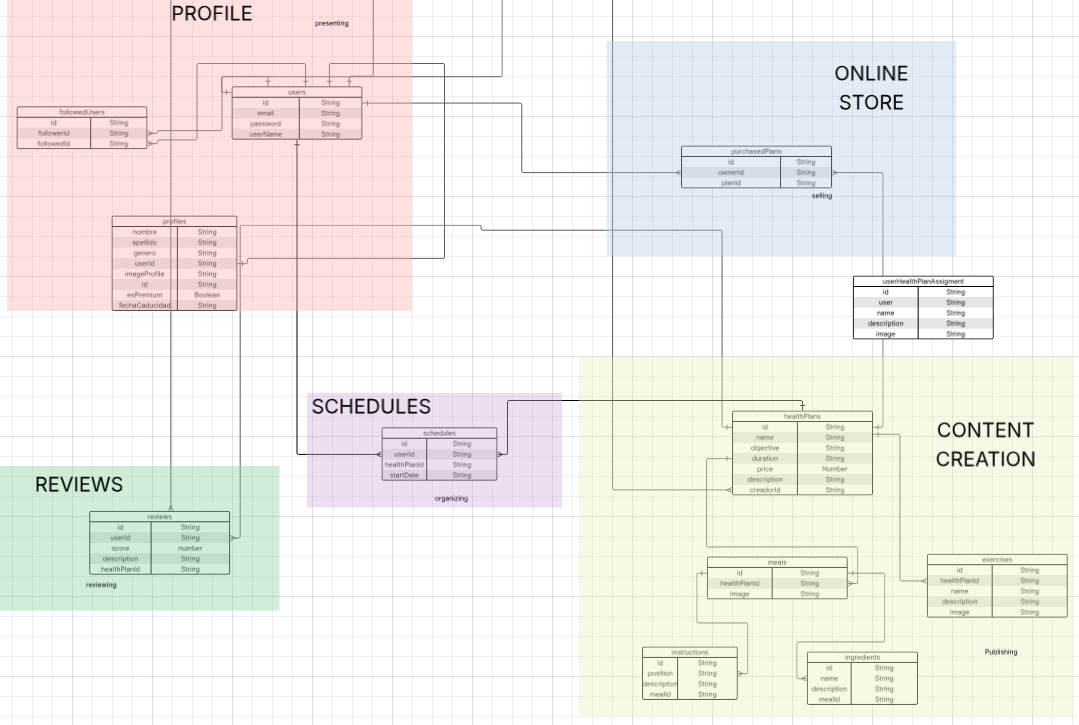 PROFILE
presenting
users
id String
email String
password String
userName String
followedUsers
id String
followerId String
followedId String
profiles
nombre String
apellido String
genero String
userId String
imageProfile String
id String
esPremium Boolean
fechaCaducidad String
ONLINE
STORE
purchasedPlans
id String
ownerId String
planId String
selling
userHealthPlanAssigment
id String
user String
name String
description String
image String
SCHEDULES
schedules
id String
userId String
healthPlanId String
startDate String
organizing
REVIEWS
reviews
id String
userId String
score number
description String
healthPlanId String
reviewing
CONTENT
CREATION
healthPlans
id String
name String
objective String
duration String
price Number
description String
creadorId String
meals
id String
healthPlanId String
image String
exercises
id String
healthPlanId String
name String
description String
image String
Publishing
instructions
id String
position String
description String
mealId String
ingredients
id String
name String
description String
mealId String